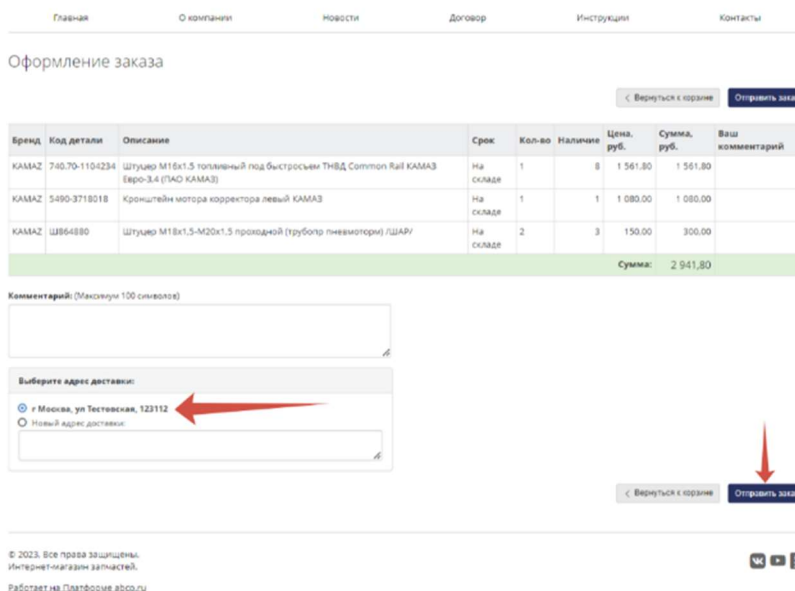 Главная О компании Новости Договор Инструкции Контакты
Оформление заказа
< Вернуться к корзине Отправить зака
Бренд Код детали Описание Срок Кол-во Наличие Цена, руб. Сумма, руб. Ваш комментарий
KAMAZ 740.70-1104234 Штуцер М16х1.5 топливный под быстросъем ТНВД Common Rail КАМАЗ На 1 8 1 561,80 1 561,80
Евро-3.4 (ПАО КАМАЗ) складе
KAMAZ 5490-3718018 Кронштейн мотора корректора левый КАМАЗ На 1 1 1 080,00 1 080,00
складе
KAMAZ Ш864880 Штуцер М18х1,5-М20х1,5 проходной (трубопр пневмоторм) /ШАР/ На 2 3 150,00 300,00
складе
Сумма: 2 941,80
Комментарий: (Максимум 100 символов)
Выберите адрес доставки:
г Москва, ул Тестовская, 123112
Новый адрес доставки:
< Вернуться к корзине Отправить зака
© 2023. Все права защищены.
Интернет-магазин запчастей.
Работает на Платформе abcp.ru